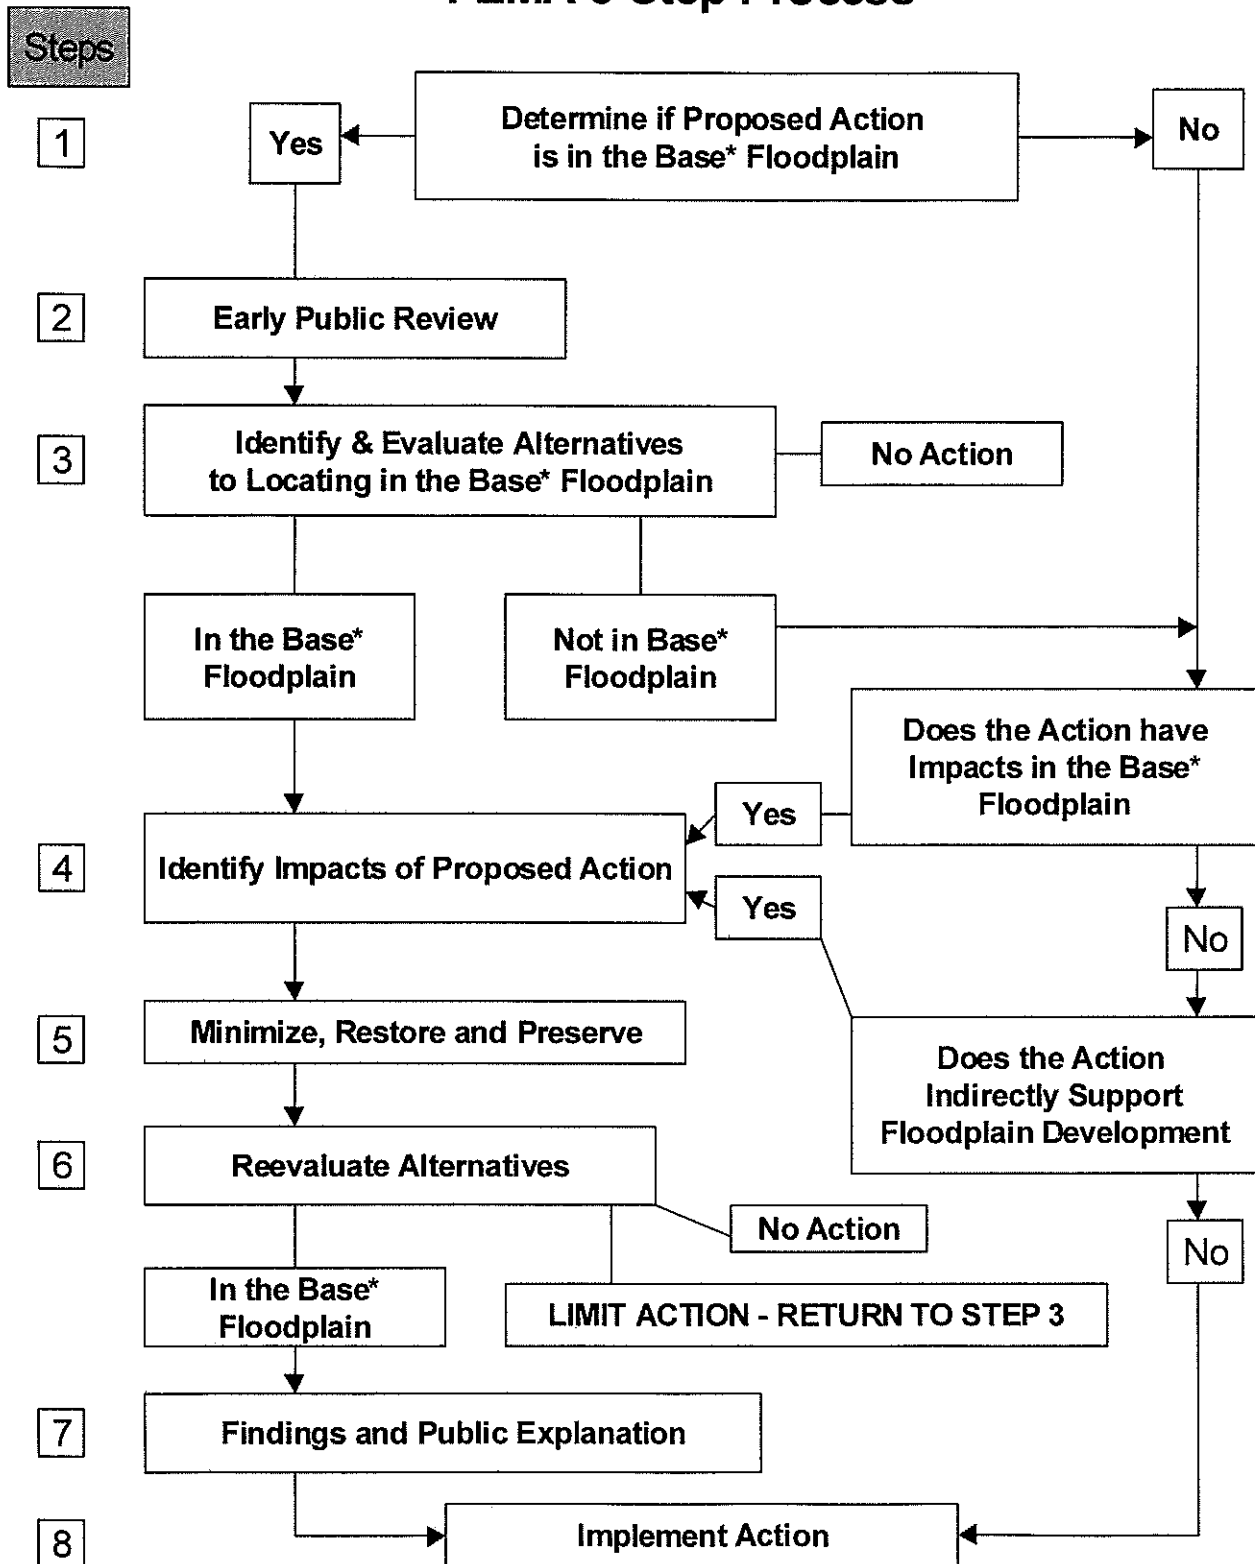 Steps
1
Yes
Determine if Proposed Action
is in the Base* Floodplain
No
2
Early Public Review
3
Identify & Evaluate Alternatives
to Locating in the Base* Floodplain
No Action
In the Base*
Floodplain
Not in Base*
Floodplain
Does the Action have
Impacts in the Base*
Floodplain
Yes
4
Identify Impacts of Proposed Action
Yes
No
5
Minimize, Restore and Preserve
Does the Action
Indirectly Support
Floodplain Development
6
Reevaluate Alternatives
No Action
No
In the Base*
Floodplain
LIMIT ACTION - RETURN TO STEP 3
7
Findings and Public Explanation
8
Implement Action